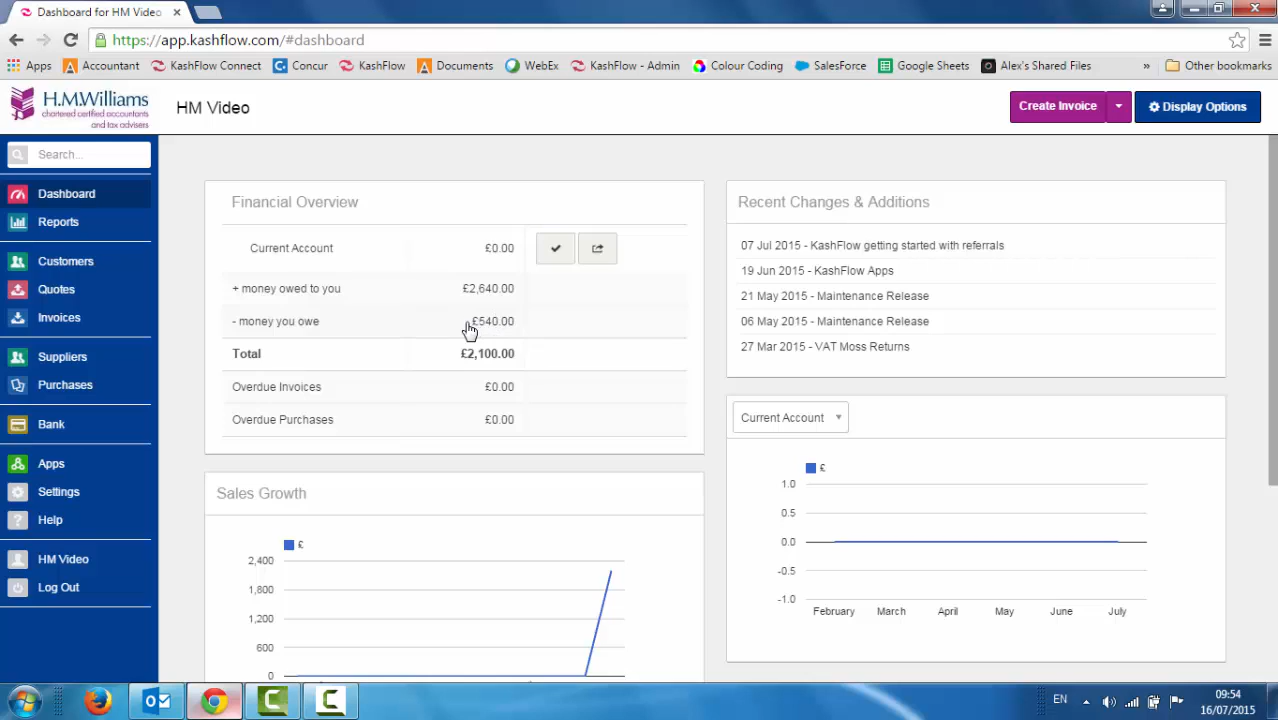 Dashboard for HM Video
https://app.kashflow.com/#dashboard
Apps Accountant KashFlow Connect Concur KashFlow Documents WebEx KashFlow - Admin Colour Coding SalesForce Google Sheets Alex's Shared Files » Other bookmarks
H.M.Williams
chartered certified accountants
and tax advisers
HM Video
Create Invoice
Display Options
Search...
Dashboard
Reports
Customers
Quotes
Invoices
Suppliers
Purchases
Bank
Apps
Settings
Help
HM Video
Log Out
Financial Overview
Current Account £0.00
+ money owed to you £2,640.00
- money you owe £540.00
Total £2,100.00
Overdue Invoices £0.00
Overdue Purchases £0.00
Recent Changes & Additions
07 Jul 2015 - KashFlow getting started with referrals
19 Jun 2015 - KashFlow Apps
21 May 2015 - Maintenance Release
06 May 2015 - Maintenance Release
27 Mar 2015 - VAT Moss Returns
Sales Growth
£
2,400
1,800
1,200
600
0
Current Account
£
1.0
0.5
0.0
-0.5
-1.0
February March April May June July
EN
09:54
16/07/2015